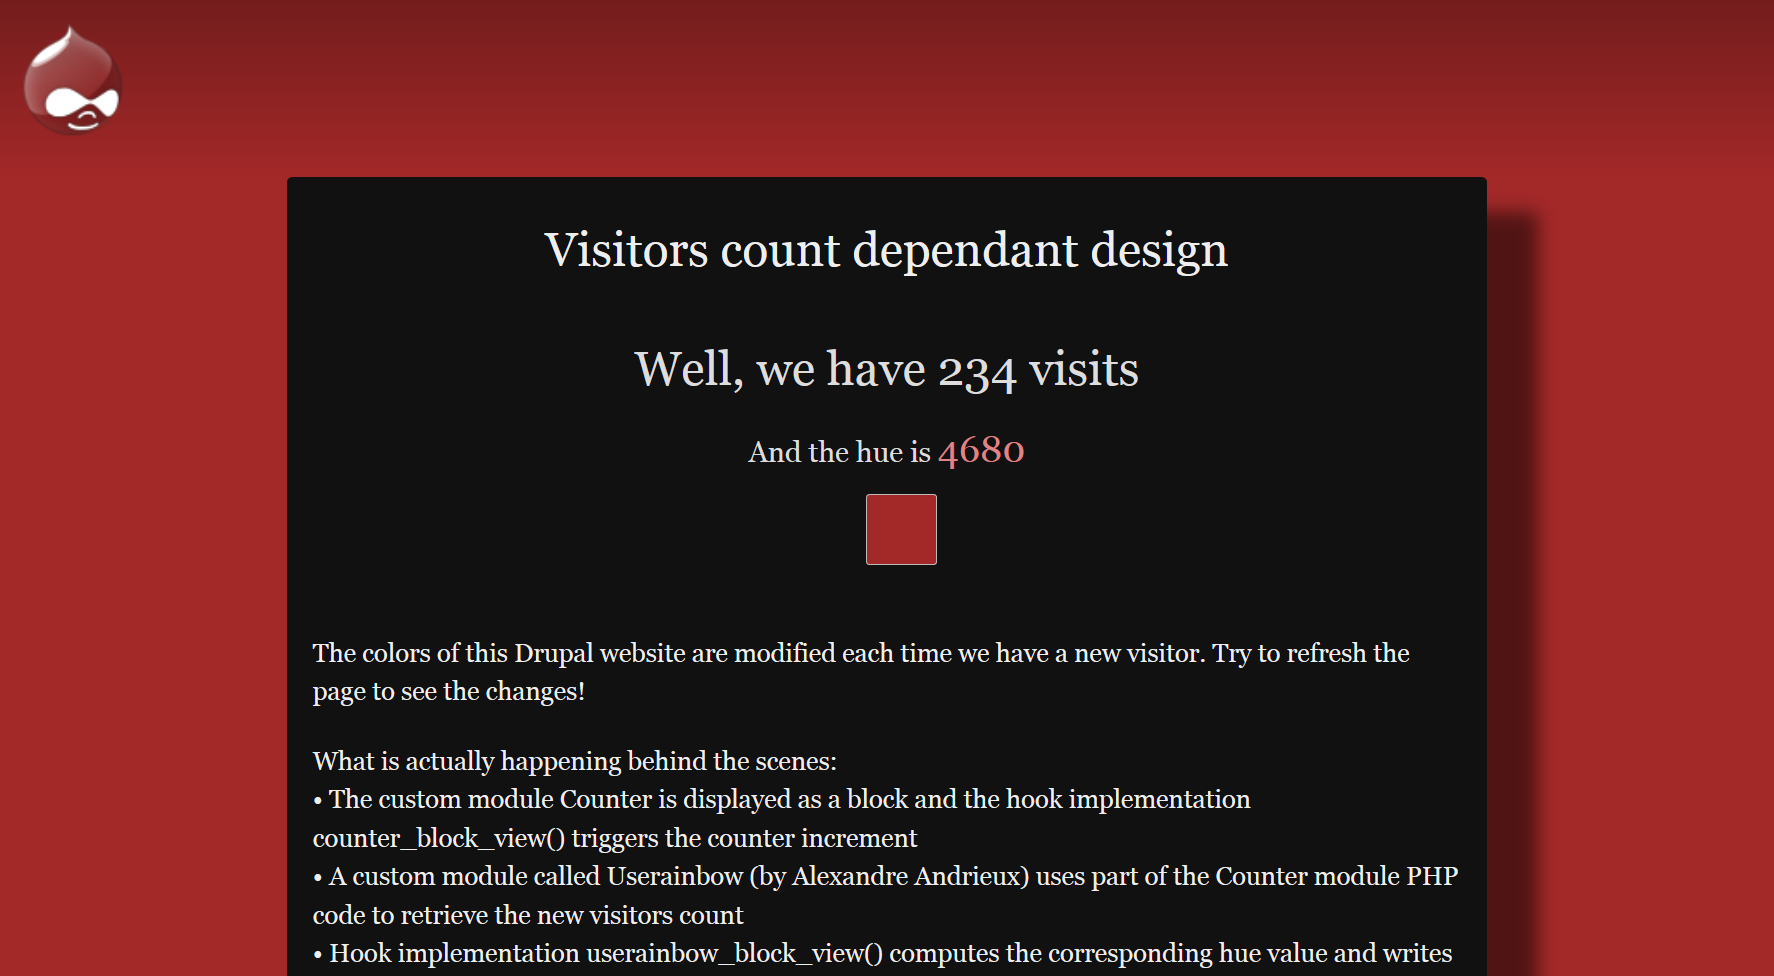 Visitors count dependant design
Well, we have 234 visits
And the hue is 4680
The colors of this Drupal website are modified each time we have a new visitor. Try to refresh the
page to see the changes!
What is actually happening behind the scenes:
• The custom module Counter is displayed as a block and the hook implementation
counter_block_view() triggers the counter increment
• A custom module called Userainbow (by Alexandre Andrieux) uses part of the Counter module PHP
code to retrieve the new visitors count
• Hook implementation userainbow_block_view() computes the corresponding hue value and writes